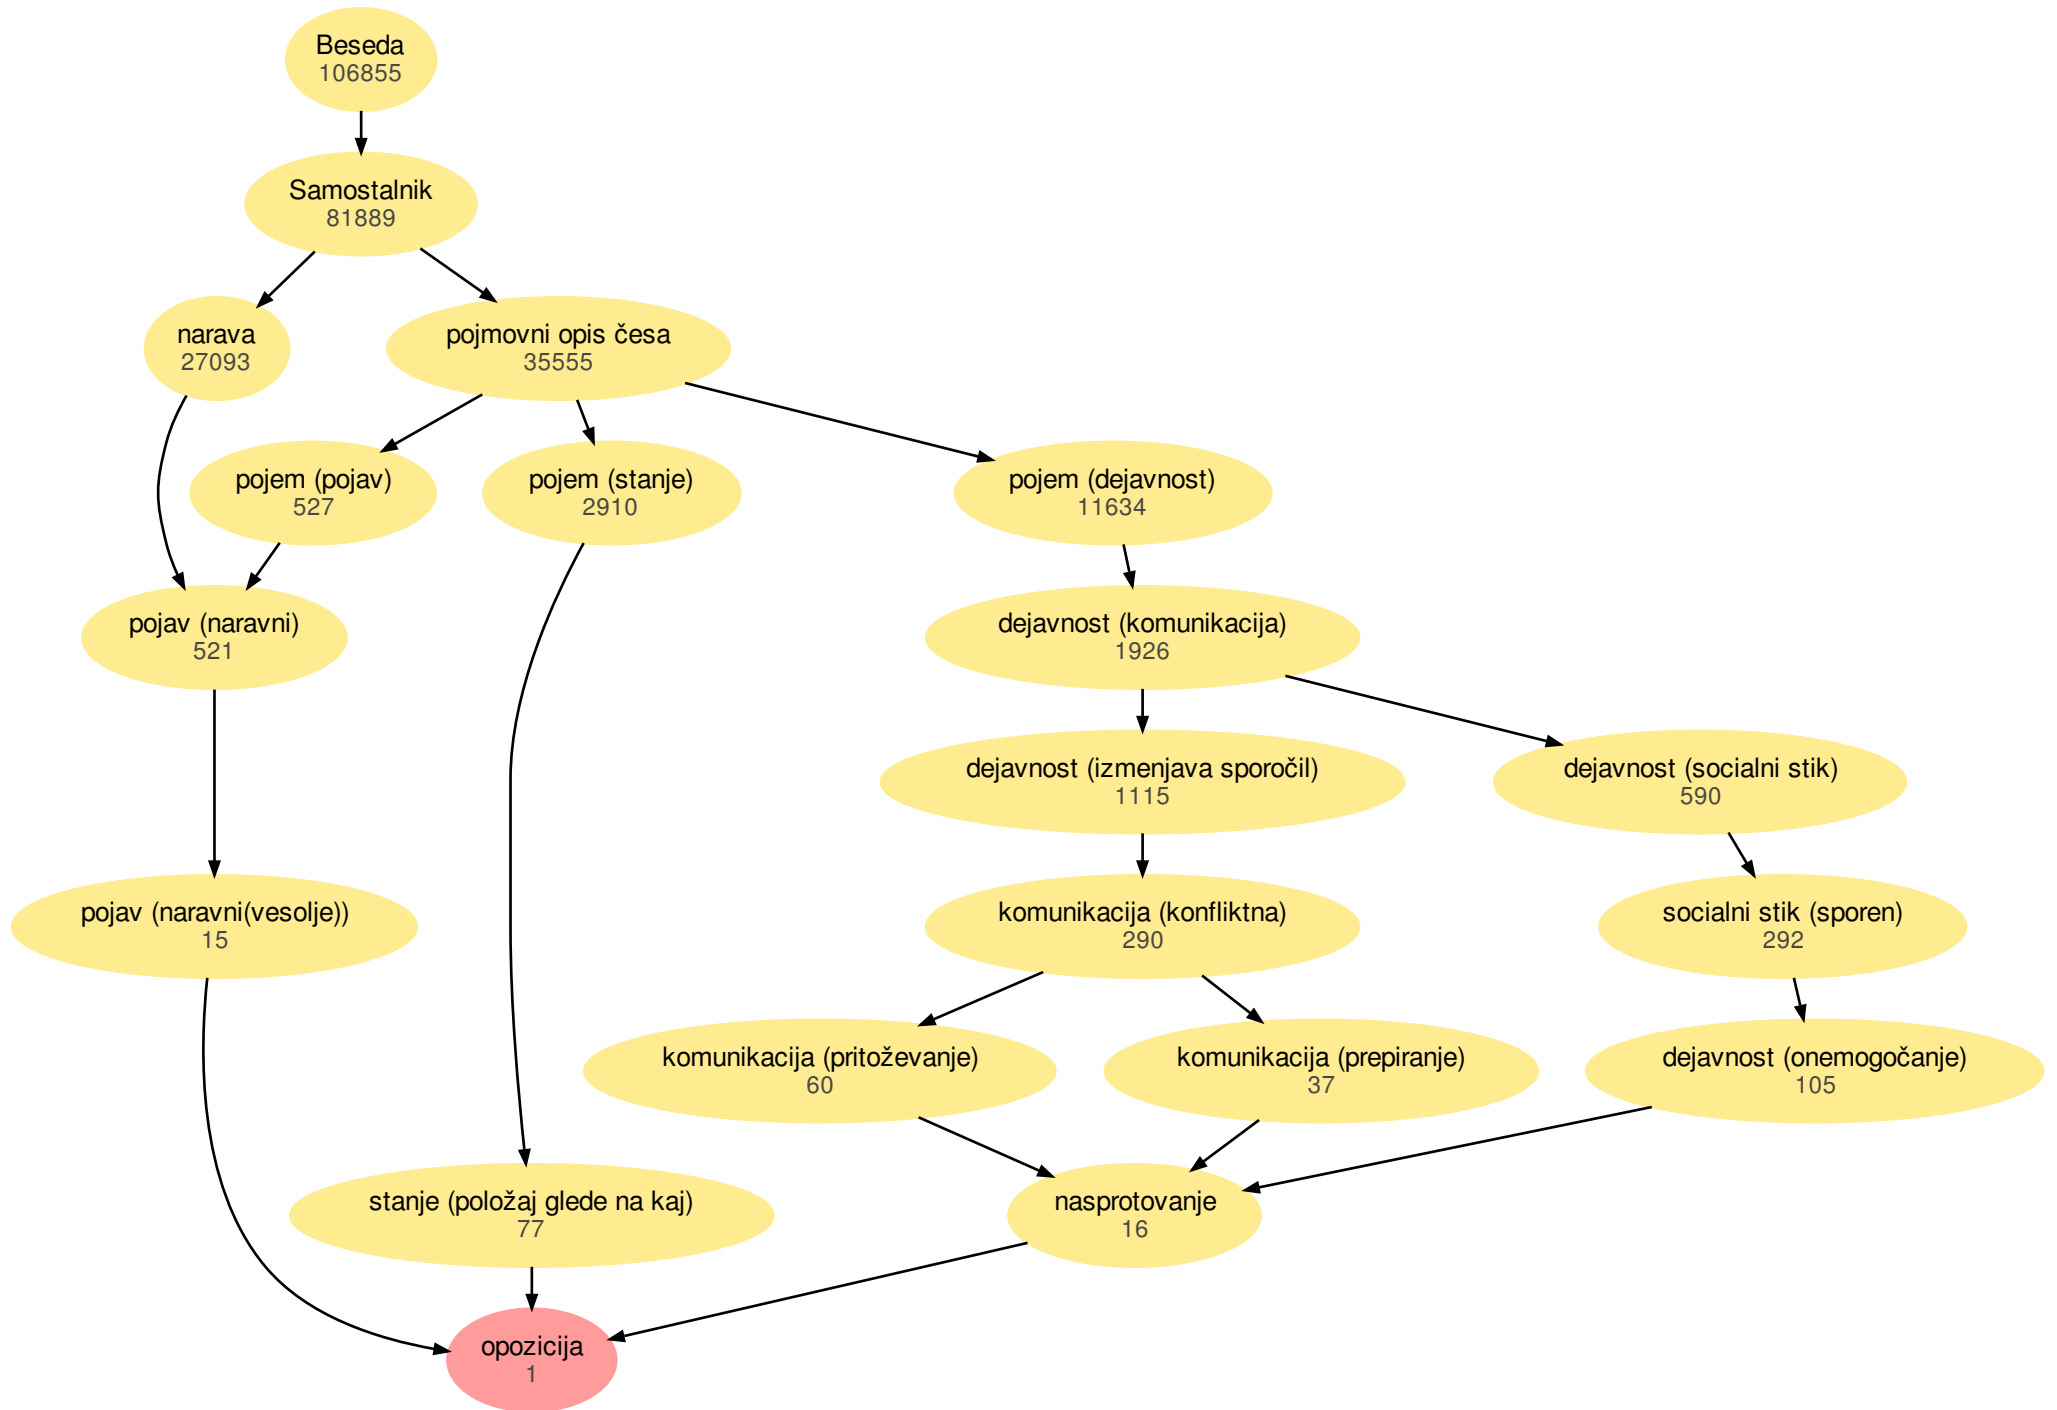 Beseda
106855
Samostalnik
81889
narava
27093
pojmovni opis česa
35555
pojem (pojav)
527
pojem (stanje)
2910
pojem (dejavnost)
11634
pojav (naravni)
521
dejavnost (komunikacija)
1926
dejavnost (izmenjava sporočil)
1115
dejavnost (socialni stik)
590
pojav (naravni(vesolje))
15
komunikacija (konfliktna)
290
socialni stik (sporen)
292
komunikacija (pritoževanje)
60
komunikacija (prepiranje)
37
dejavnost (onemogočanje)
105
stanje (položaj glede na kaj)
77
nasprotovanje
16
opozicija
1